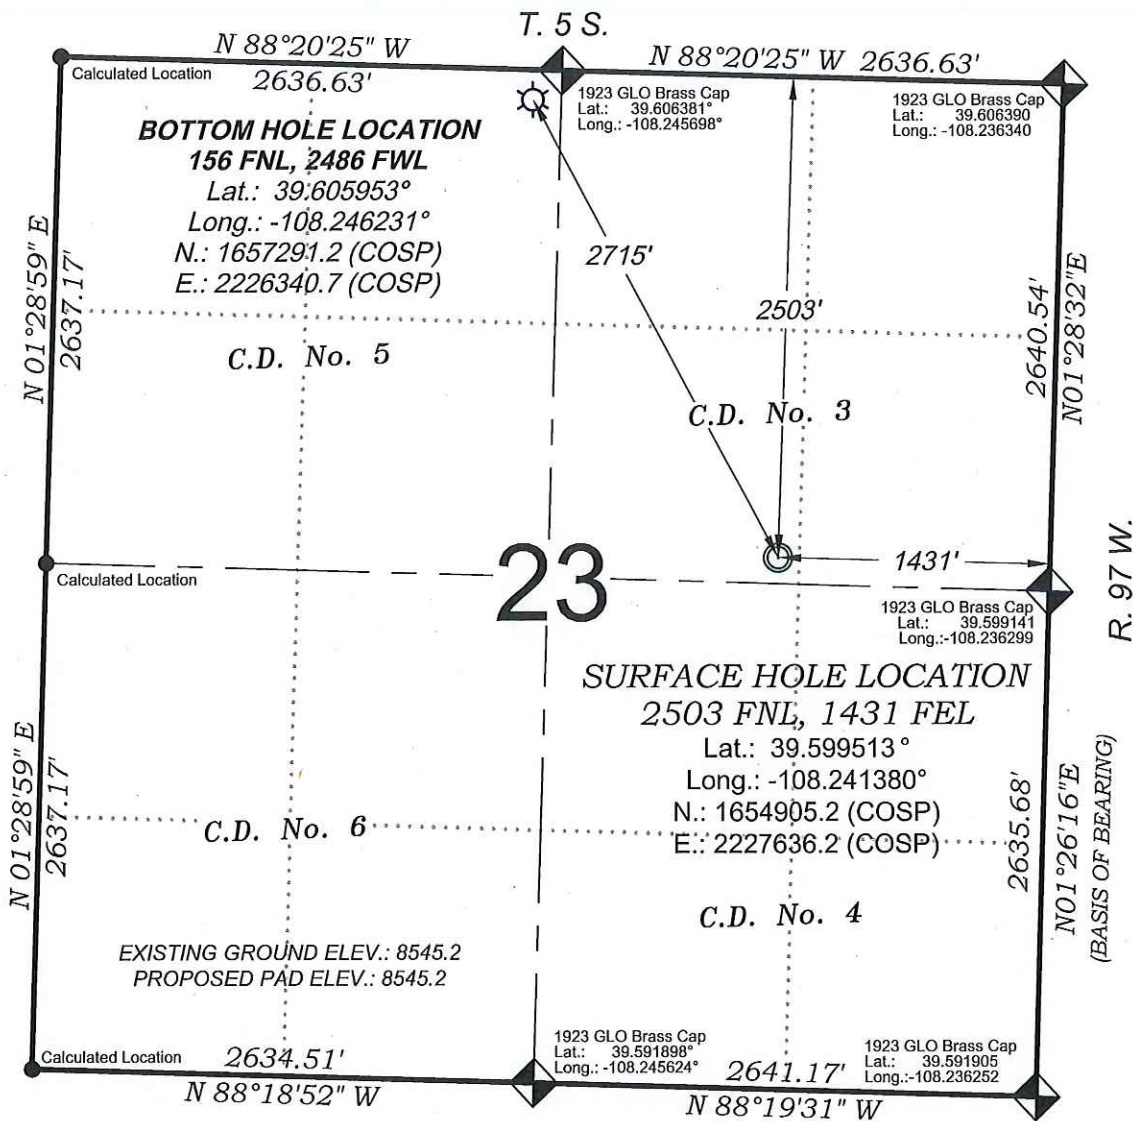 T. 5 S.
N 88°20'25" W
2636.63'
N 88°20'25" W 2636.63'
Calculated Location
1923 GLO Brass Cap
Lat.: 39.606381°
Long.: -108.245698°
1923 GLO Brass Cap
Lat.: 39.606390
Long.: -108.236340
BOTTOM HOLE LOCATION
156 FNL, 2486 FWL
Lat.: 39.605953°
Long.: -108.246231°
N.: 1657291.2 (COSP)
E.: 2226340.7 (COSP)
2715'
2503'
N 01°28'59" E
2637.17'
2640.54'
N01°28'32"E
C.D. No. 5
C.D. No. 3
23
1431'
R. 97 W.
Calculated Location
1923 GLO Brass Cap
Lat.: 39.599141
Long.:-108.236299
SURFACE HOLE LOCATION
2503 FNL, 1431 FEL
Lat.: 39.599513°
Long.: -108.241380°
N.: 1654905.2 (COSP)
E.: 2227636.2 (COSP)
N 01°28'59" E
2637.17'
2635.68'
N01°26'16"E
(BASIS OF BEARING)
C.D. No. 6
C.D. No. 4
EXISTING GROUND ELEV.: 8545.2
PROPOSED PAD ELEV.: 8545.2
Calculated Location
2634.51'
N 88°18'52" W
1923 GLO Brass Cap
Lat.: 39.591898°
Long.: -108.245624°
2641.17'
N 88°19'31" W
1923 GLO Brass Cap
Lat.: 39.591905
Long.:-108.236252